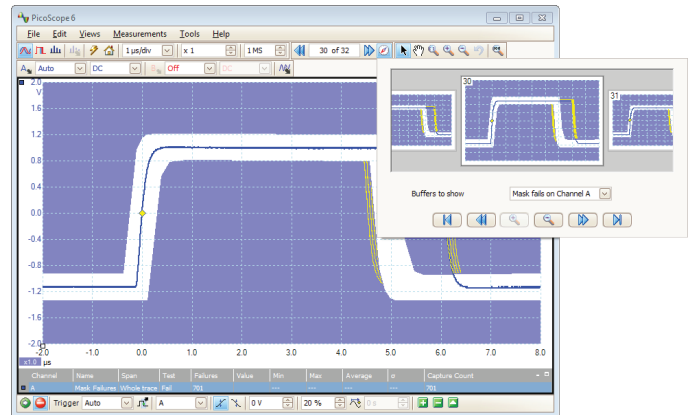 PicoScope 6
File Edit Views Measurements Tools Help
1 µs/div x 1 1 MS 30 of 32
A Auto DC Off DC
30
31
Buffers to show Mask fails on Channel A
2.0
V
1.6
1.2
0.8
0.4
0.0
-0.4
-0.8
-1.2
-1.6
-2.0
-2.0 -1.0 0.0 1.0 2.0 3.0 4.0 5.0 6.0 7.0 8.0
x1.0 µs
Channel Name Span Test Failures Value Min Max Average σ Capture Count
A Mask Failures Whole trace Fail 701 --- --- --- --- --- 701
Trigger Auto A 0 V 20 % 0 s